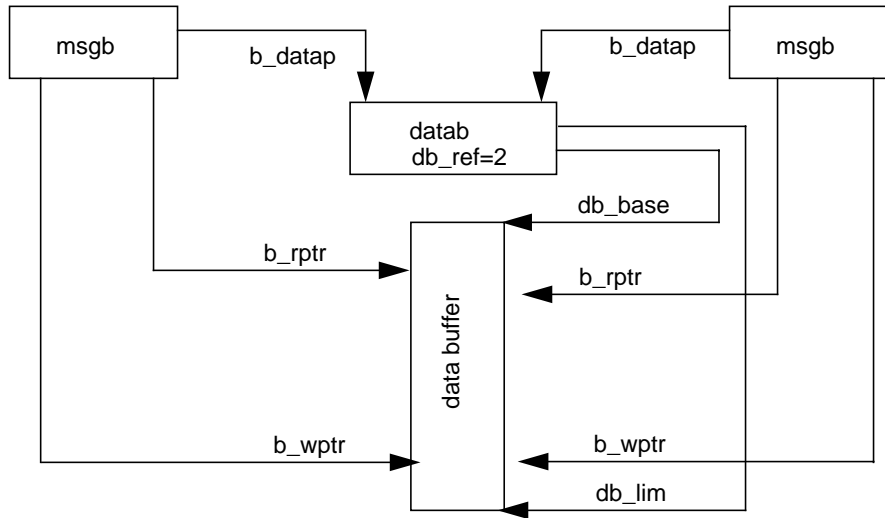 msgb
msgb
b_datap
b_datap
datab
db_ref=2
db_base
b_rptr
b_rptr
data buffer
b_wptr
b_wptr
db_lim